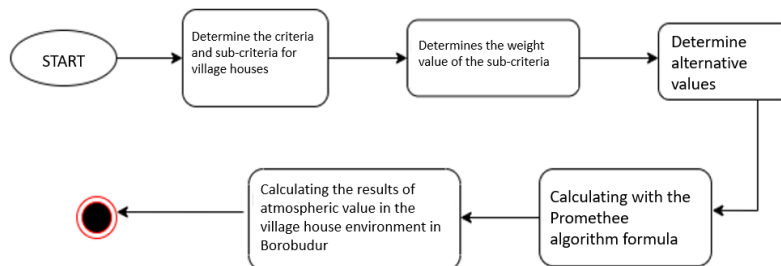 START
Determine the criteria
and sub-criteria for
village houses
Determines the weight
value of the sub-criteria
Determine
alternative
values
Calculating with the
Promethee
algorithm formula
Calculating the results of
atmospheric value in the
village house environment in
Borobudur